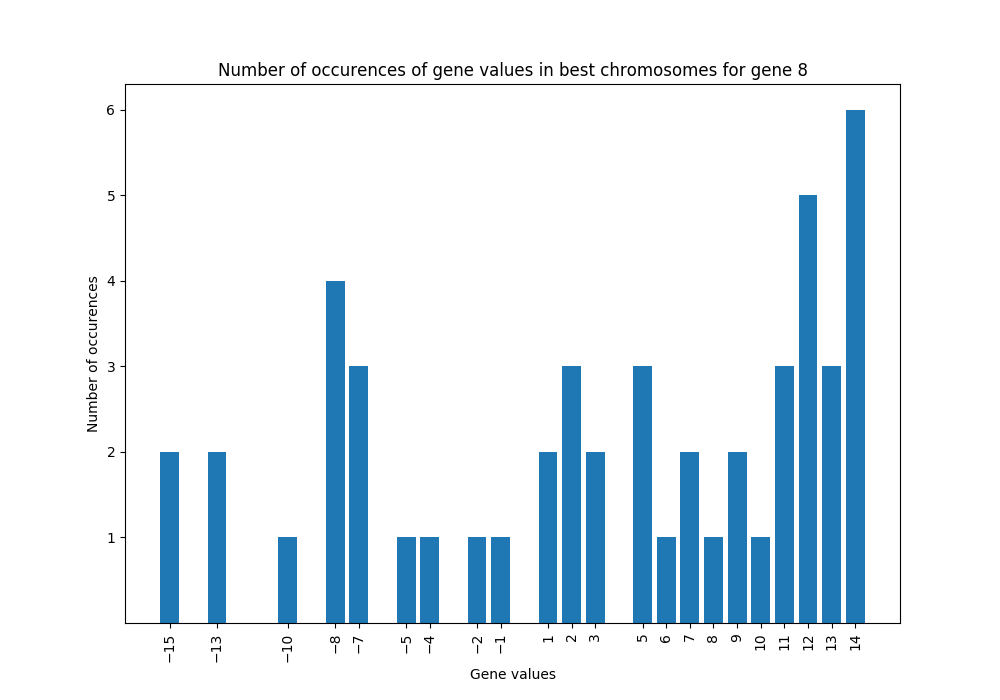 Number of occurences of gene values in best chromosomes for gene 8
6
5
4
3
2
1
Number of occurences
−15 −13 −10 −8 −7 −5 −4 −2 −1 1 2 3 5 6 7 8 9 10 11 12 13 14
Gene values